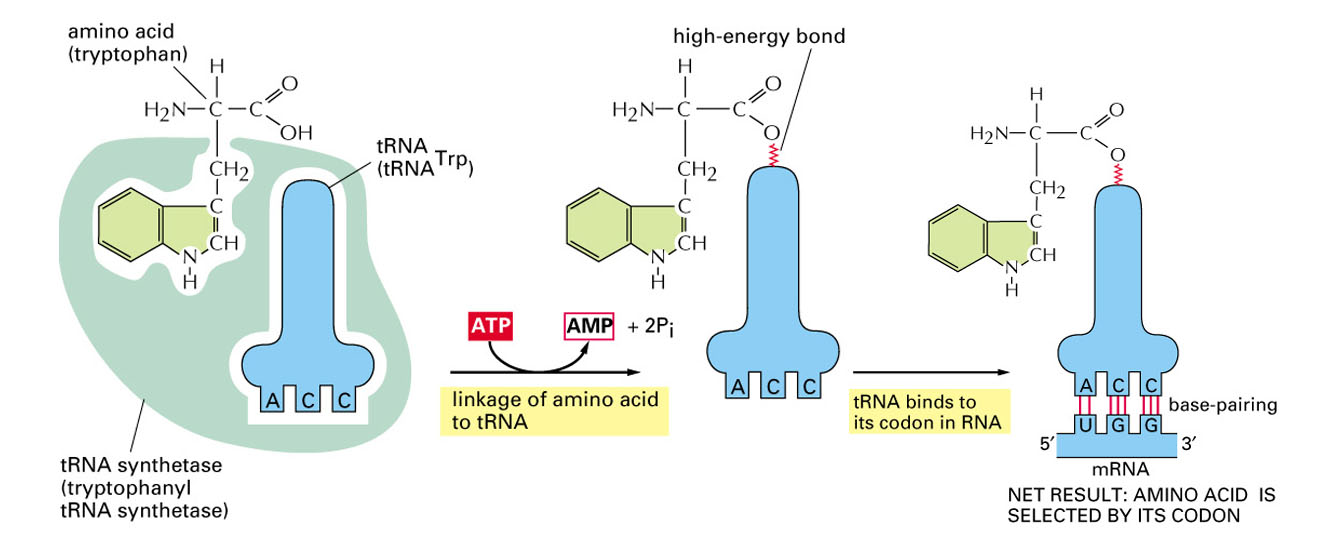 amino acid
(tryptophan)
H
H₂N—C—C
O
OH
CH₂
C
CH
N
H
tRNA
(tRNA^Trp)
A C C
tRNA synthetase
(tryptophanyl
tRNA synthetase)
ATP
AMP + 2Pi
linkage of amino acid
to tRNA
high-energy bond
H
H₂N—C—C
O
O
CH₂
C
CH
N
H
A C C
tRNA binds to
its codon in RNA
H
H₂N—C—C
O
O
CH₂
C
CH
N
H
A C C
base-pairing
U G G
5′ 3′
mRNA
NET RESULT: AMINO ACID IS
SELECTED BY ITS CODON